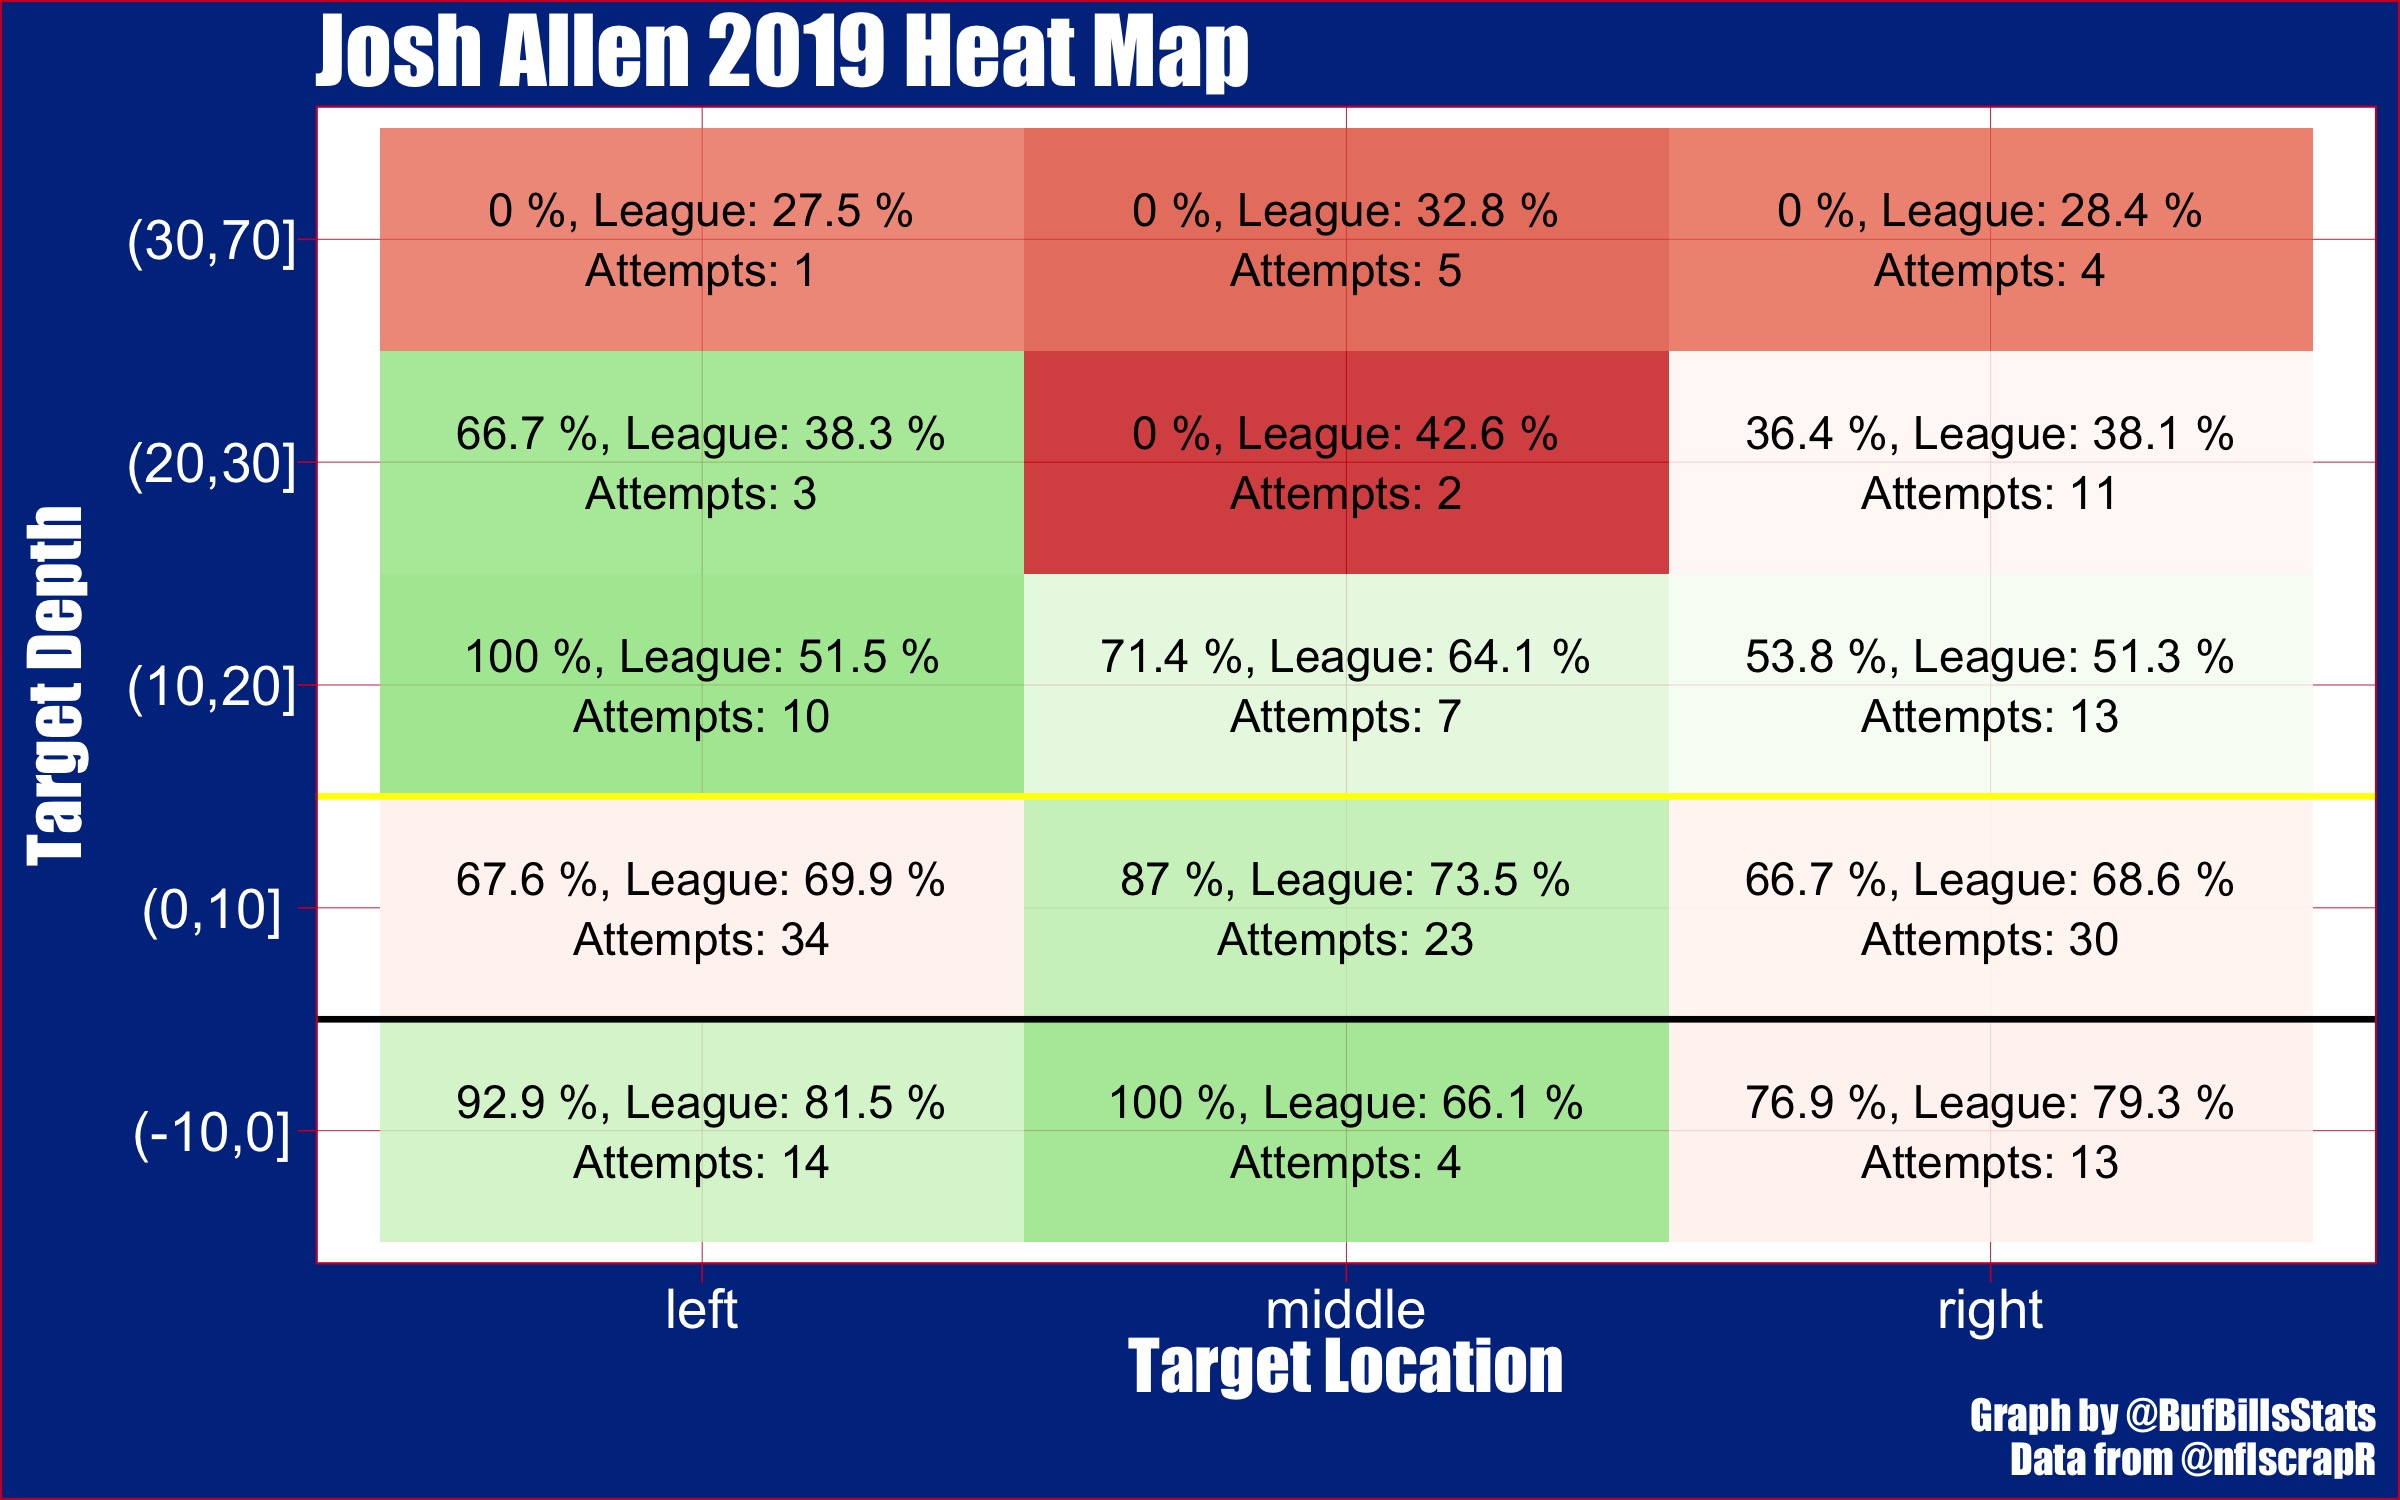 Josh Allen 2019 Heat Map
Target Depth
(30,70]
0 %, League: 27.5 %
Attempts: 1
0 %, League: 32.8 %
Attempts: 5
0 %, League: 28.4 %
Attempts: 4
(20,30]
66.7 %, League: 38.3 %
Attempts: 3
0 %, League: 42.6 %
Attempts: 2
36.4 %, League: 38.1 %
Attempts: 11
(10,20]
100 %, League: 51.5 %
Attempts: 10
71.4 %, League: 64.1 %
Attempts: 7
53.8 %, League: 51.3 %
Attempts: 13
(0,10]
67.6 %, League: 69.9 %
Attempts: 34
87 %, League: 73.5 %
Attempts: 23
66.7 %, League: 68.6 %
Attempts: 30
(-10,0]
92.9 %, League: 81.5 %
Attempts: 14
100 %, League: 66.1 %
Attempts: 4
76.9 %, League: 79.3 %
Attempts: 13
left
middle
right
Target Location
Graph by @BufBillsStats
Data from @nflscrapR